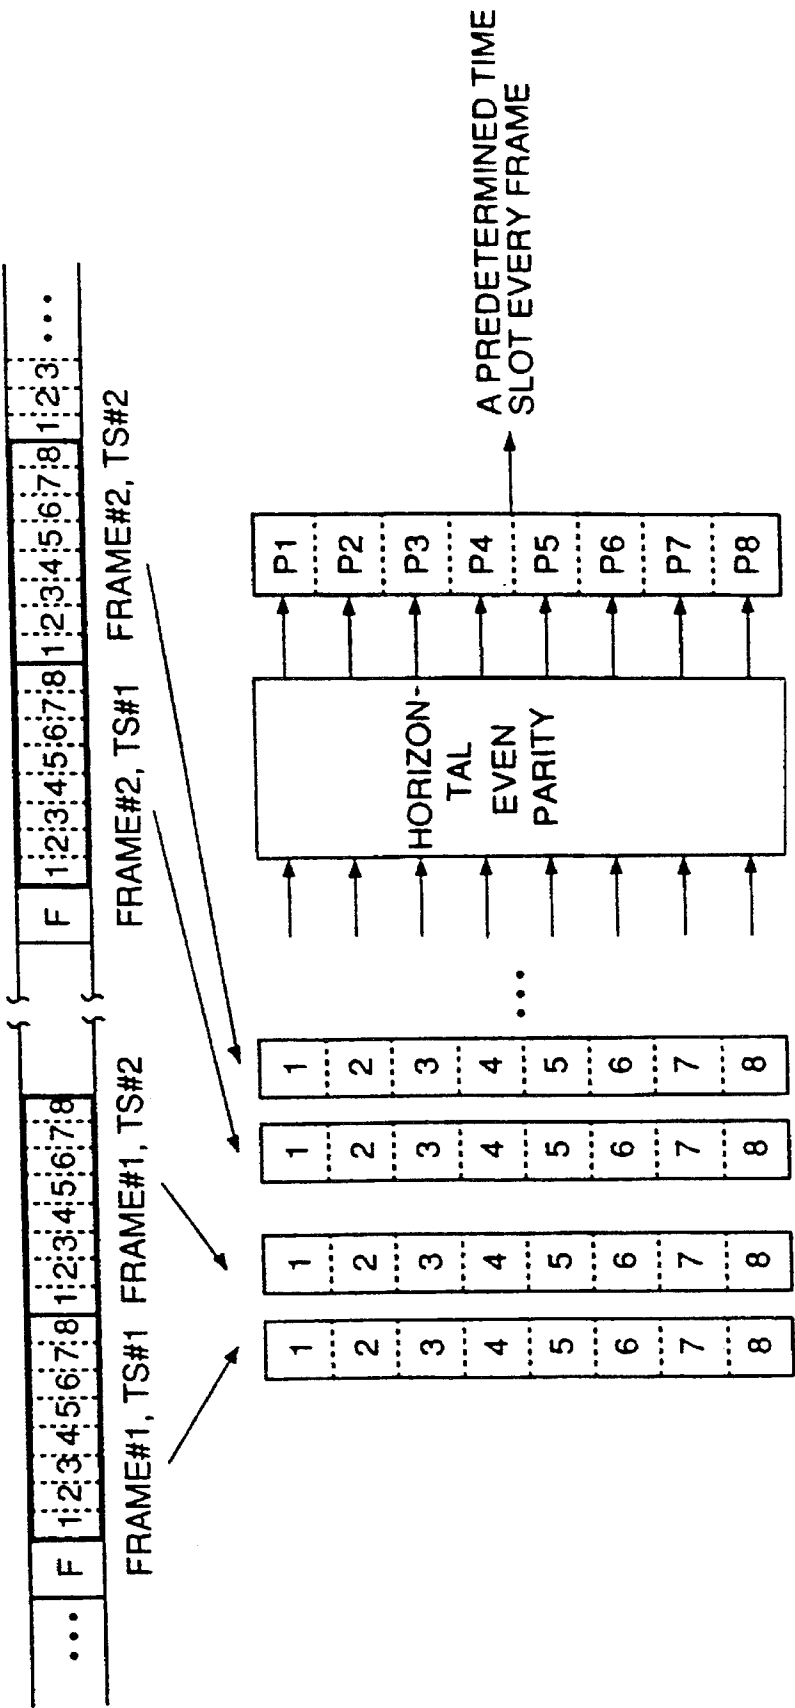 ... F 1 2 3 4 5 6 7 8 1 2 3 4 5 6 7 8 F 1 2 3 4 5 6 7 8 1 2 3 4 5 6 7 8 1 2 3 ...
FRAME#1, TS#1 FRAME#1, TS#2 FRAME#2, TS#1 FRAME#2, TS#2
1 1 1 1 P1
2 2 2 2 P2
3 3 3 3 P3
4 4 4 4 P4
5 5 5 5 ... P5
6 6 6 6 P6
7 7 7 7 P7
8 8 8 8 P8
HORIZON-
TAL
EVEN
PARITY
A PREDETERMINED TIME
SLOT EVERY FRAME